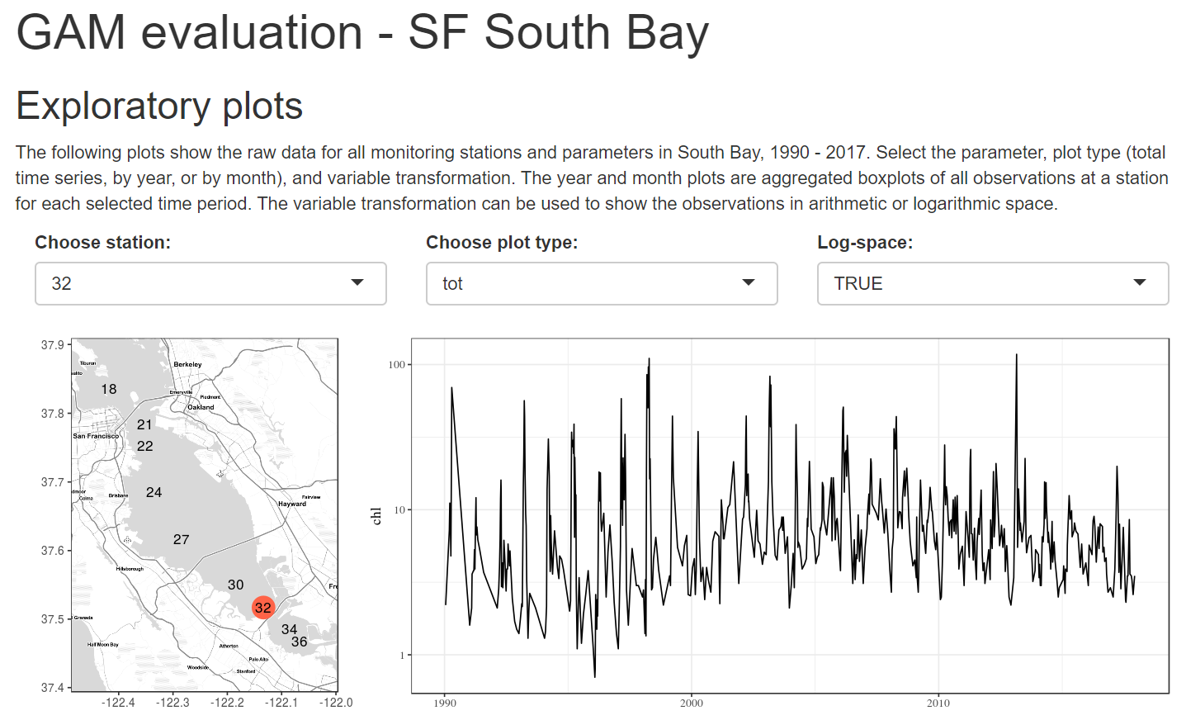 GAM evaluation - SF South Bay
Exploratory plots
The following plots show the raw data for all monitoring stations and parameters in South Bay, 1990 - 2017. Select the parameter, plot type (total
time series, by year, or by month), and variable transformation. The year and month plots are aggregated boxplots of all observations at a station
for each selected time period. The variable transformation can be used to show the observations in arithmetic or logarithmic space.
Choose station:
Choose plot type:
Log-space:
32
tot
TRUE
37.9
37.8
37.7
37.6
37.5
37.4
-122.4
-122.3
-122.2
-122.1
-122.0
Berkeley
18
Emeryville
Piedmont
Oakland
21
San Francisco
22
24
Brisbane
Fairview
Hayward
27
Hillsborough
30
32
34
36
Half Moon Bay
Atherton
Palo Alto
Woodside
Stanford
chl
100
10
1
1990
2000
2010